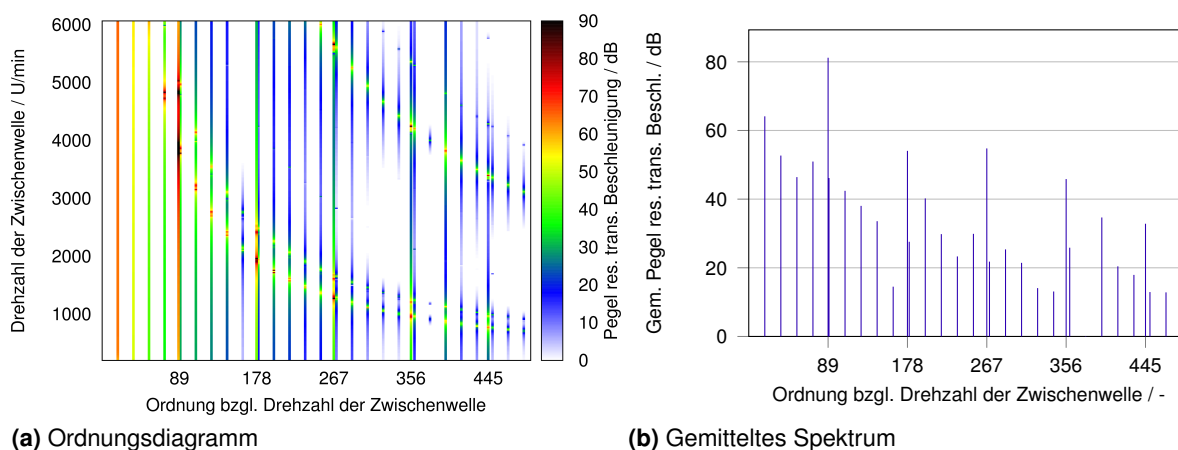 6000
5000
4000
3000
2000
1000
Drehzahl der Zwischenwelle / U/min
89 178 267 356 445
Ordnung bzgl. Drehzahl der Zwischenwelle
90
80
70
60
50
40
30
20
10
0
Pegel res. trans. Beschleunigung / dB
(a) Ordnungsdiagramm
Gem. Pegel res. trans. Beschl. / dB
80
60
40
20
0
89 178 267 356 445
Ordnung bzgl. Drehzahl der Zwischenwelle / -
(b) Gemitteltes Spektrum